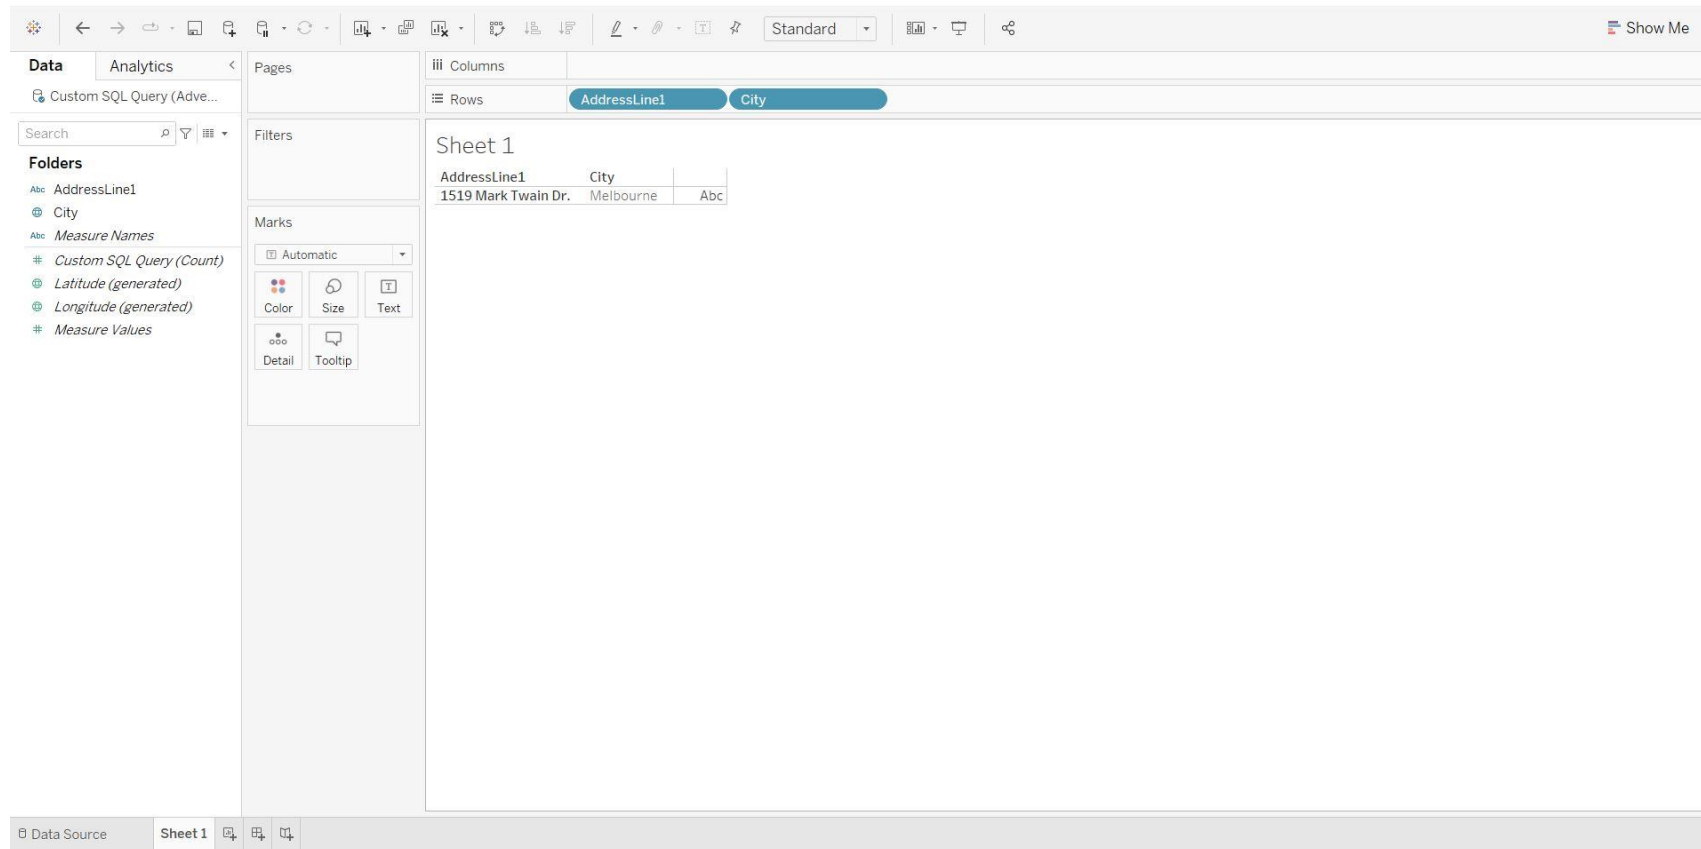 Standard
Show Me
Data Analytics
Custom SQL Query (Adve...
Search
Folders
Abc AddressLine1
City
Abc Measure Names
# Custom SQL Query (Count)
Latitude (generated)
Longitude (generated)
# Measure Values
Pages
Filters
Marks
T Automatic
Color Size Text
Detail Tooltip
Columns
Rows AddressLine1 City
Sheet 1
AddressLine1 City
1519 Mark Twain Dr. Melbourne Abc
Data Source Sheet 1